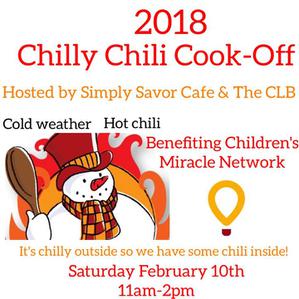 2018
Chilly Chili Cook-Off
Hosted by Simply Savor Cafe & The CLB
Cold weather Hot chili
Benefiting Children's
Miracle Network
It's chilly outside so we have some chili inside!
Saturday February 10th
11am-2pm